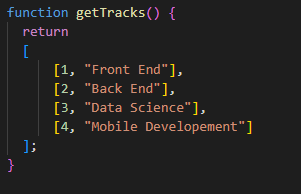 function getTracks() {
  return
  [
      [1, "Front End"],
      [2, "Back End"],
      [3, "Data Science"],
      [4, "Mobile Developement"]
  ];
}